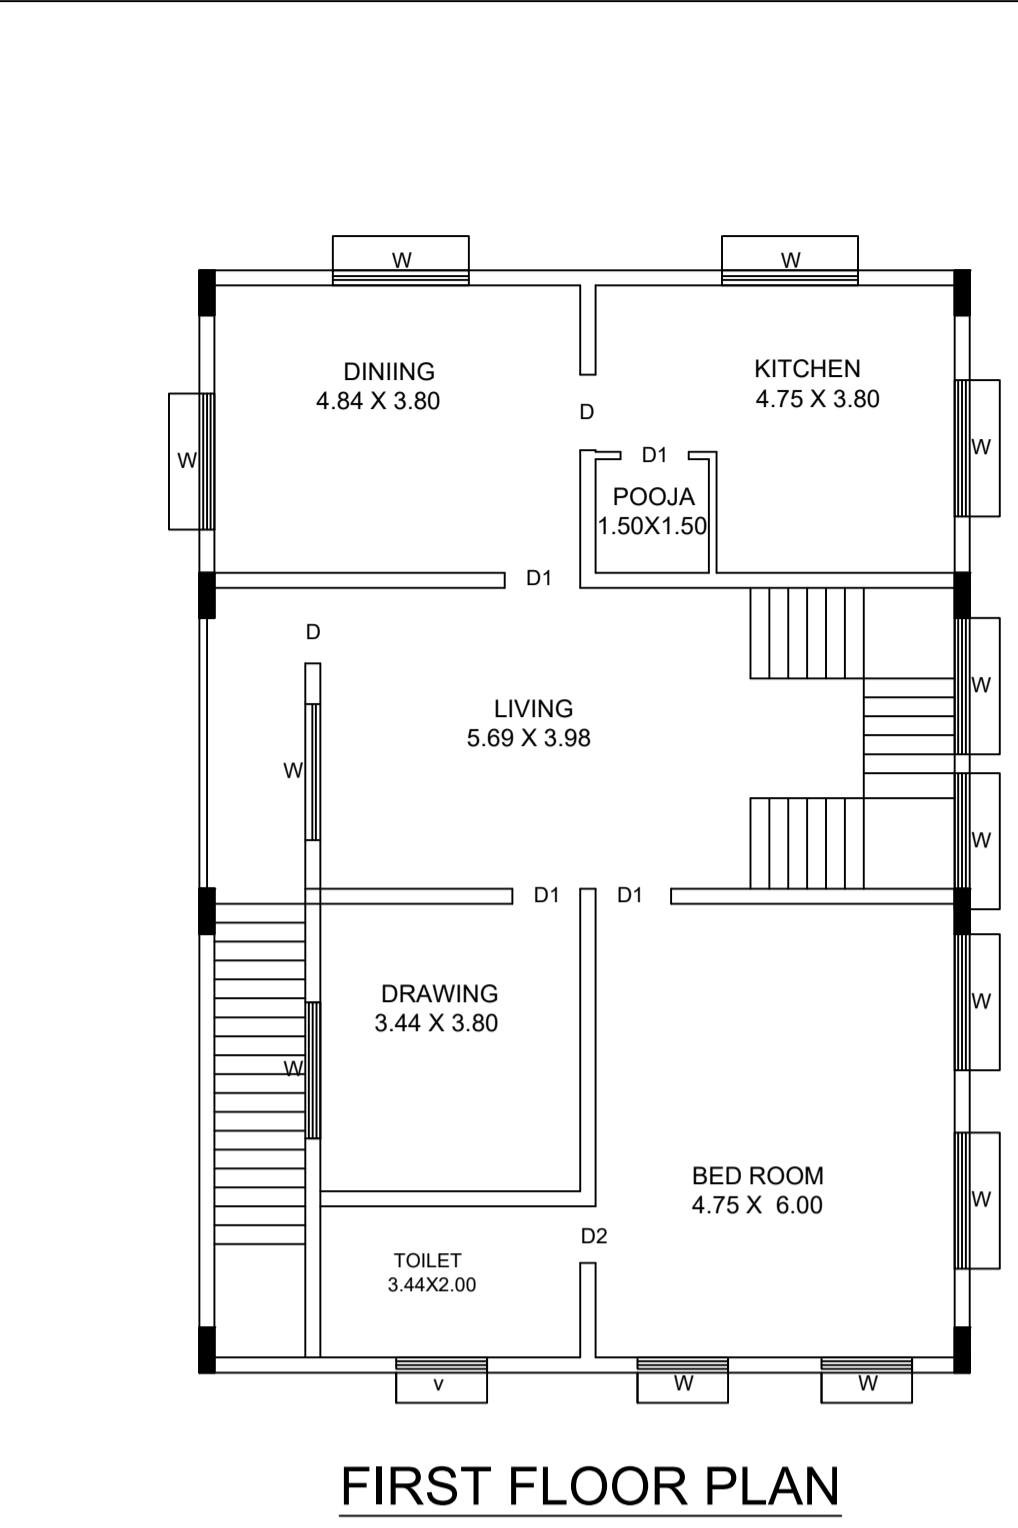 W
W
DINIING
4.84 X 3.80
KITCHEN
4.75 X 3.80
D
W
W
D1
POOJA
1.50X1.50
D1
D
W
LIVING
5.69 X 3.98
W
W
D1
D1
DRAWING
3.44 X 3.80
W
W
BED ROOM
4.75 X  6.00
W
D2
TOILET
3.44X2.00
v
W
W
FIRST FLOOR PLAN